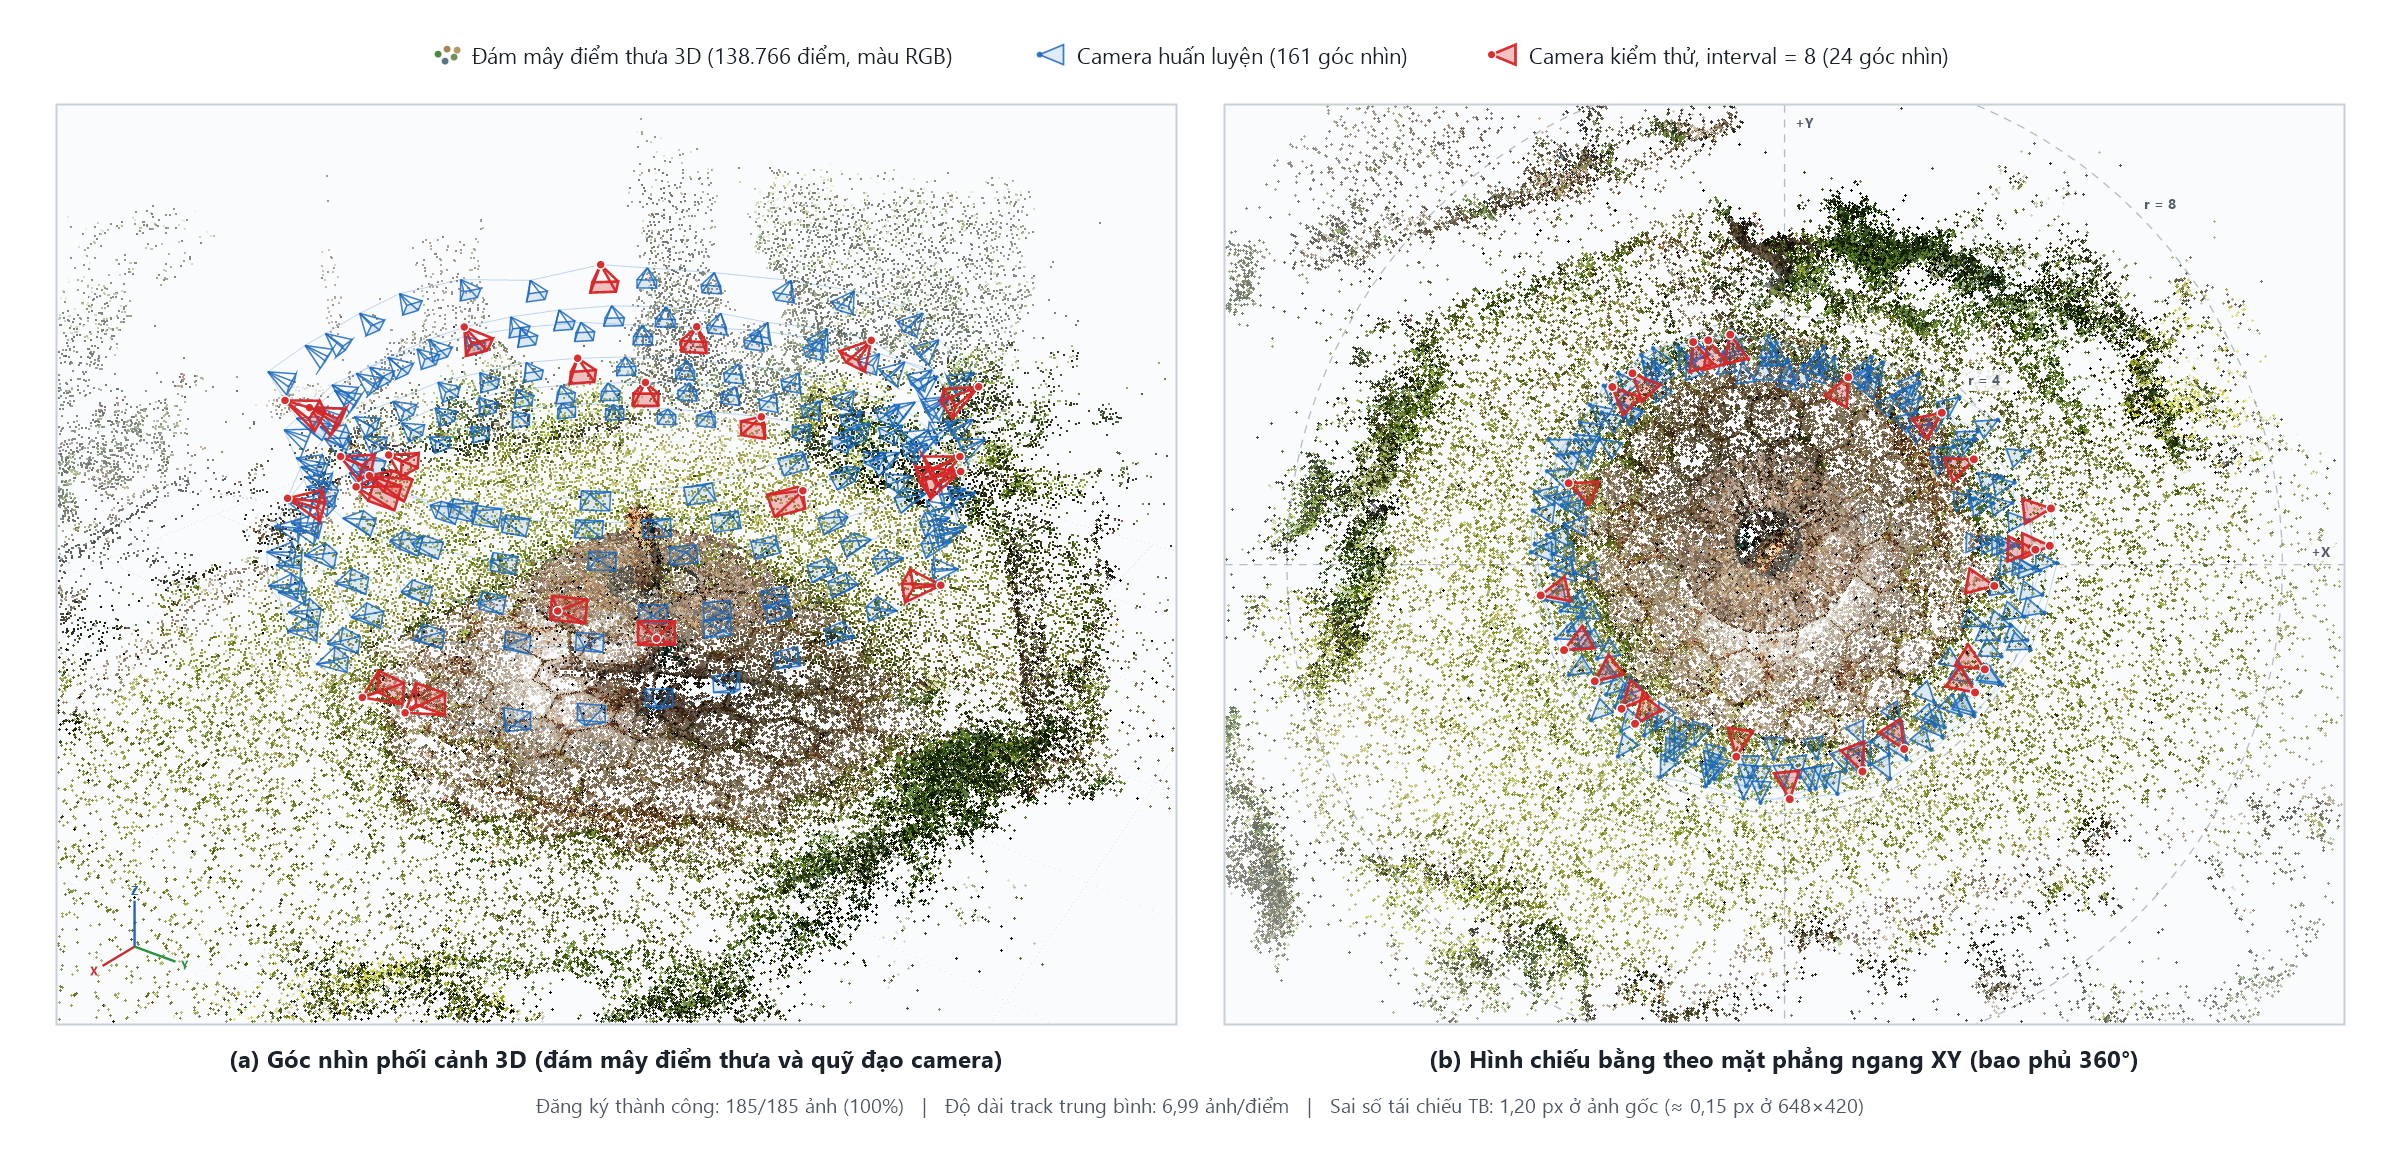 Đám mây điểm thưa 3D (138.766 điểm, màu RGB)
Camera huấn luyện (161 góc nhìn)
Camera kiểm thử, interval = 8 (24 góc nhìn)
Z
X
Y
+Y
r = 8
r = 4
+X
(a) Góc nhìn phối cảnh 3D (đám mây điểm thưa và quỹ đạo camera)
(b) Hình chiếu bằng theo mặt phẳng ngang XY (bao phủ 360°)
Đăng ký thành công: 185/185 ảnh (100%) | Độ dài track trung bình: 6,99 ảnh/điểm | Sai số tái chiếu TB: 1,20 px ở ảnh gốc (≈ 0,15 px ở 648×420)